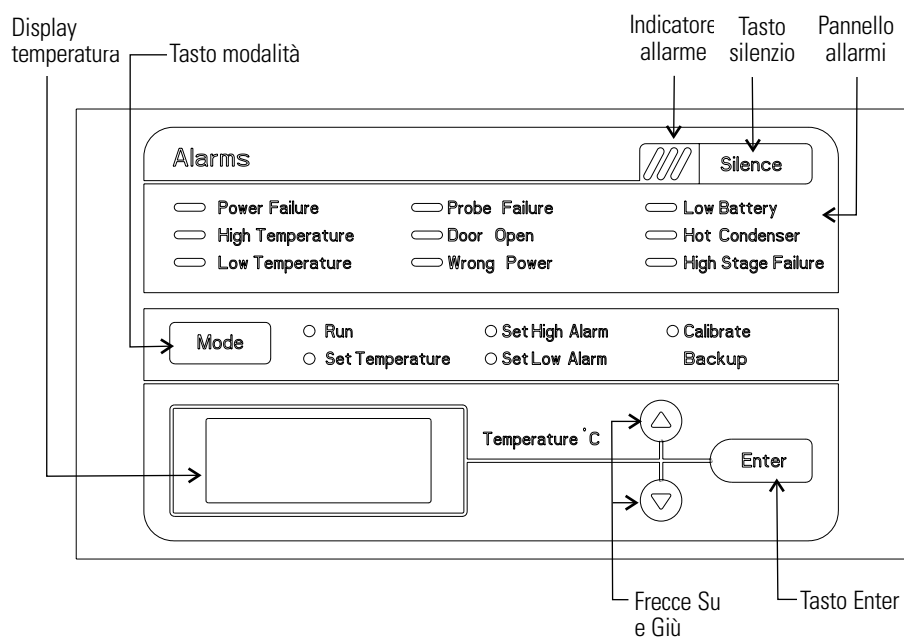 Display
temperatura
Tasto modalità
Indicatore
allarme
Tasto
silenzio
Pannello
allarmi
Alarms
Silence
Power Failure
Probe Failure
Low Battery
High Temperature
Door Open
Hot Condenser
Low Temperature
Wrong Power
High Stage Failure
Mode
Run
Set High Alarm
Calibrate
Set Temperature
Set Low Alarm
Backup
Temperature °C
Enter
Frecce Su
e Giù
Tasto Enter